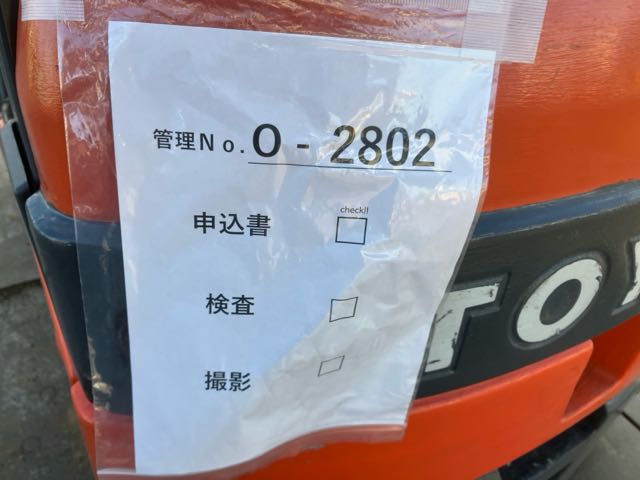 管理No. O - 2802
check!!
申込書 □
検査 □
撮影 □
TO